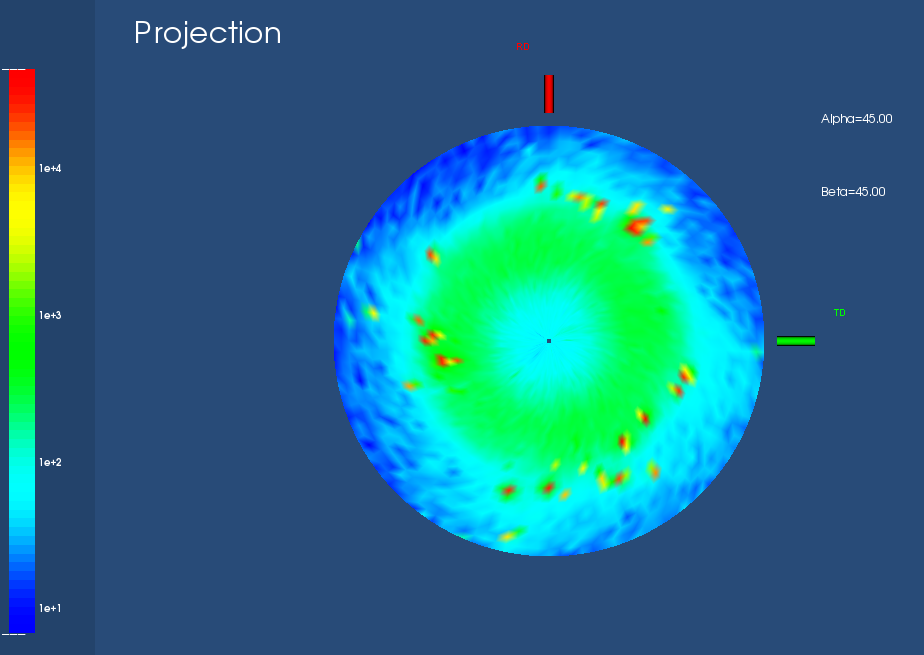 Projection
Alpha=45.00
1e+4
Beta=45.00
1e+3
TD
1e+2
1e+1